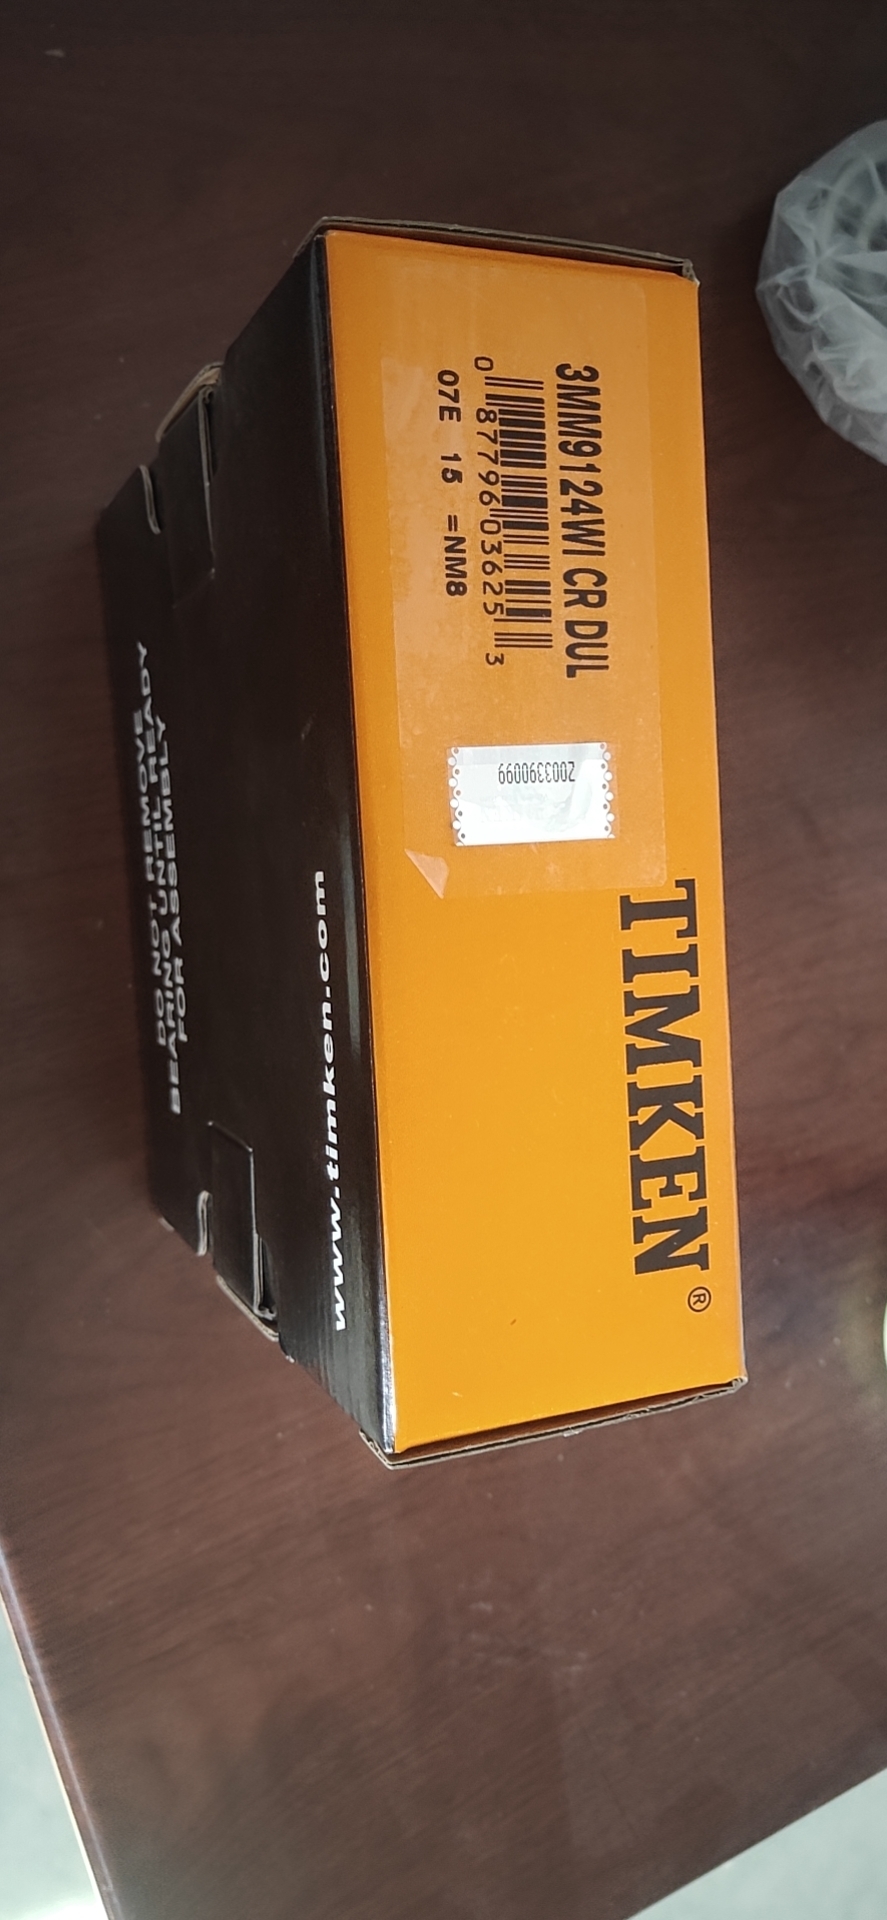 3MM9124WI CR DUL
0 87796 03625 3
07E 15 =NM8
2003390099
TIMKEN®
www.timken.com
DO NOT REMOVE
BEARING UNTIL READY
FOR ASSEMBLY